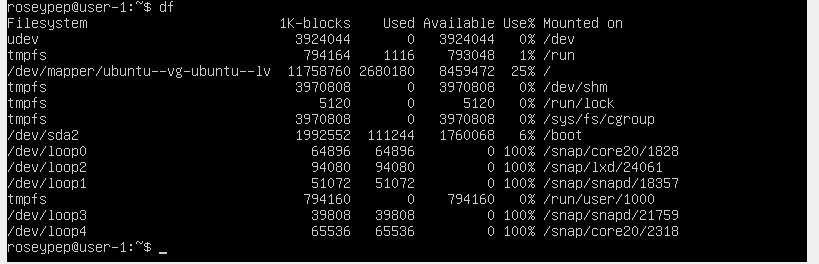 roseypep@user-1:~$ df
Filesystem                        1K-blocks    Used Available Use% Mounted on
udev                                3924044       0   3924044   0% /dev
tmpfs                                794164    1116    793048   1% /run
/dev/mapper/ubuntu--vg-ubuntu--lv  11758760 2680180   8459472  25% /
tmpfs                               3970808       0   3970808   0% /dev/shm
tmpfs                                  5120       0      5120   0% /run/lock
tmpfs                               3970808       0   3970808   0% /sys/fs/cgroup
/dev/sda2                           1992552  111244   1760068   6% /boot
/dev/loop0                            64896   64896         0 100% /snap/core20/1828
/dev/loop2                            94080   94080         0 100% /snap/lxd/24061
/dev/loop1                            51072   51072         0 100% /snap/snapd/18357
tmpfs                                794160       0    794160   0% /run/user/1000
/dev/loop3                            39808   39808         0 100% /snap/snapd/21759
/dev/loop4                            65536   65536         0 100% /snap/core20/2318
roseypep@user-1:~$ _